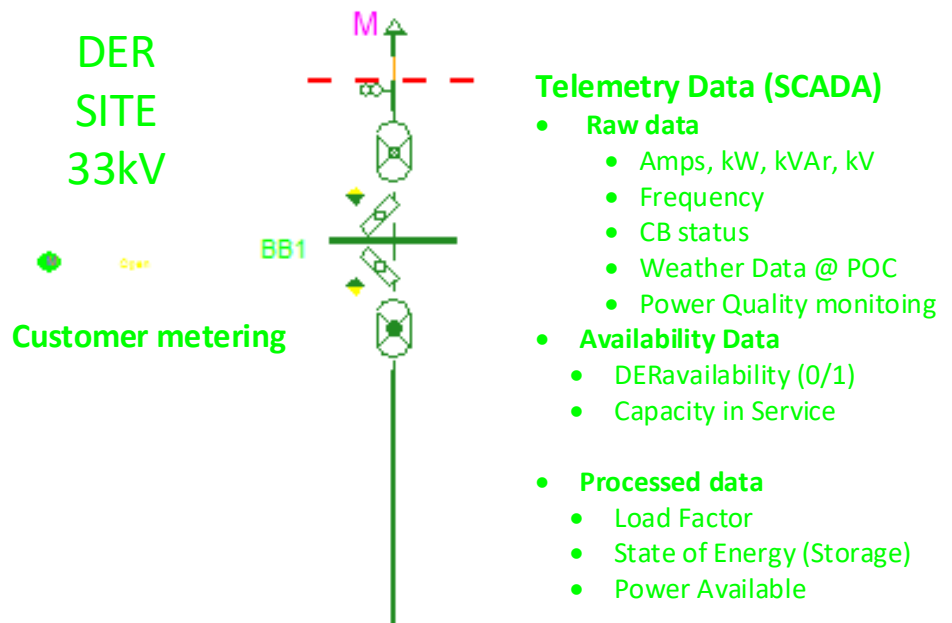 M
DER
SITE
33kV
BB1
Open
Customer metering
Telemetry Data (SCADA)
• Raw data
• Amps, kW, kVAr, kV
• Frequency
• CB status
• Weather Data @ POC
• Power Quality monitoing
• Availability Data
• DERavailability (0/1)
• Capacity in Service
• Processed data
• Load Factor
• State of Energy (Storage)
• Power Available